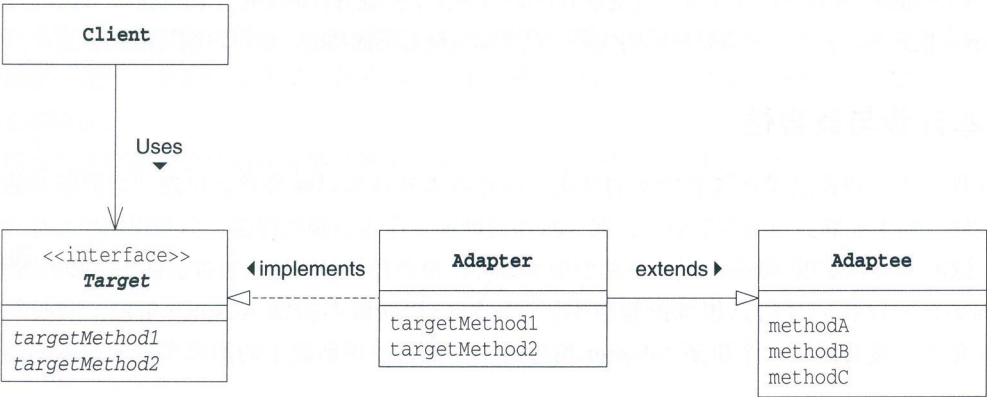 Client
Uses
<<interface>>
Target
targetMethod1
targetMethod2
implements
Adapter
targetMethod1
targetMethod2
extends
Adaptee
methodA
methodB
methodC